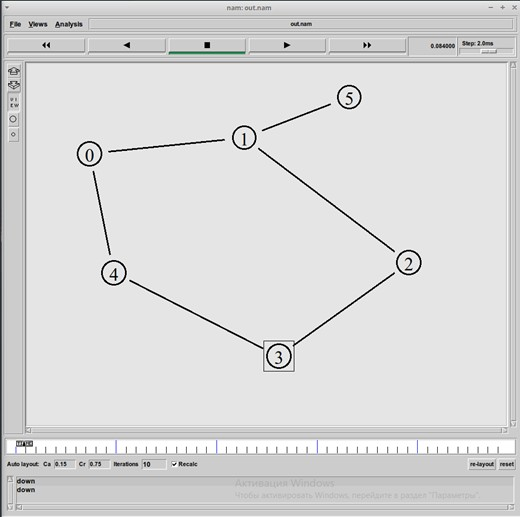 nam: out.nam
File Views Analysis out.nam
0.084000 Step: 2.0ms
5
1
0
2
4
3
Auto layout: Ca 0.15 Cr 0.75 Iterations 10 Recalc re-layout reset
down
down
Активация Windows
Чтобы активировать Windows, перейдите в раздел "Параметры".